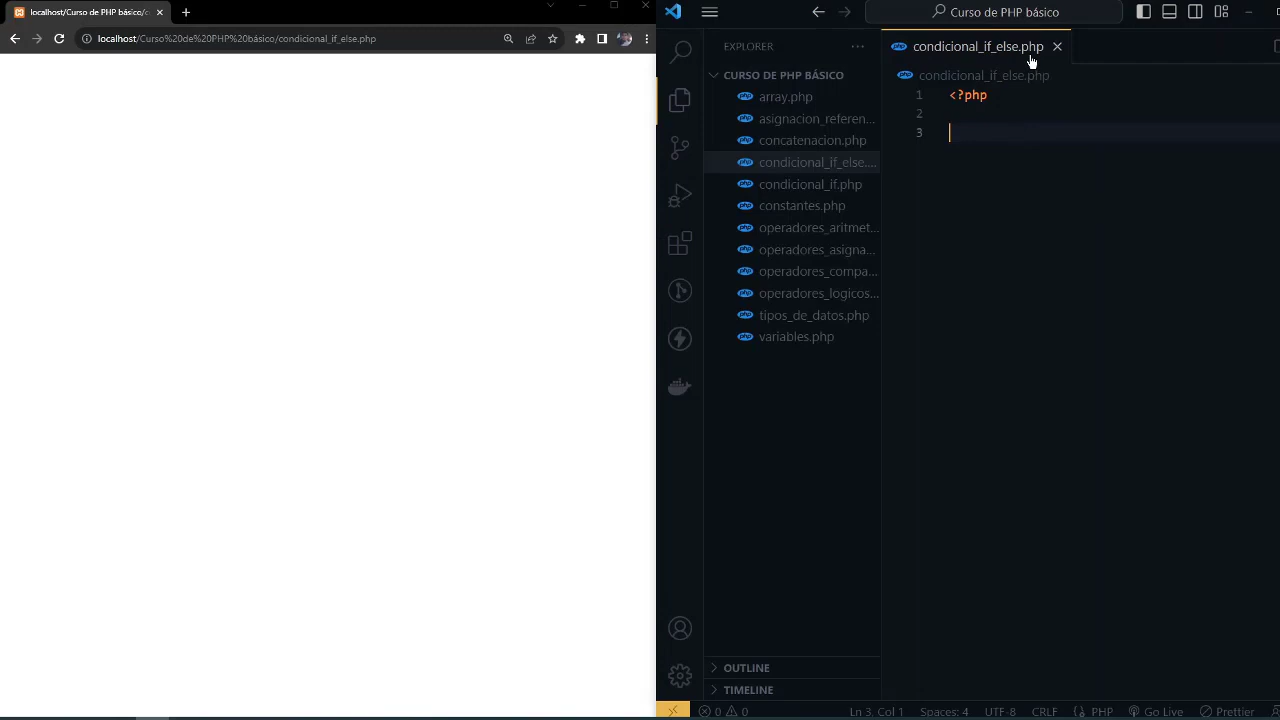 localhost/Curso de PHP básico/c
localhost/Curso%20de%20PHP%20básico/condicional_if_else.php
Curso de PHP básico
EXPLORER
CURSO DE PHP BÁSICO
array.php
asignacion_referen...
concatenacion.php
condicional_if_else....
condicional_if.php
constantes.php
operadores_aritmet...
operadores_asigna...
operadores_compa...
operadores_logicos...
tipos_de_datos.php
variables.php
OUTLINE
TIMELINE
condicional_if_else.php
condicional_if_else.php
1 <?php
2
3
0 0 Ln 3, Col 1 Spaces: 4 UTF-8 CRLF {} PHP Go Live Prettier